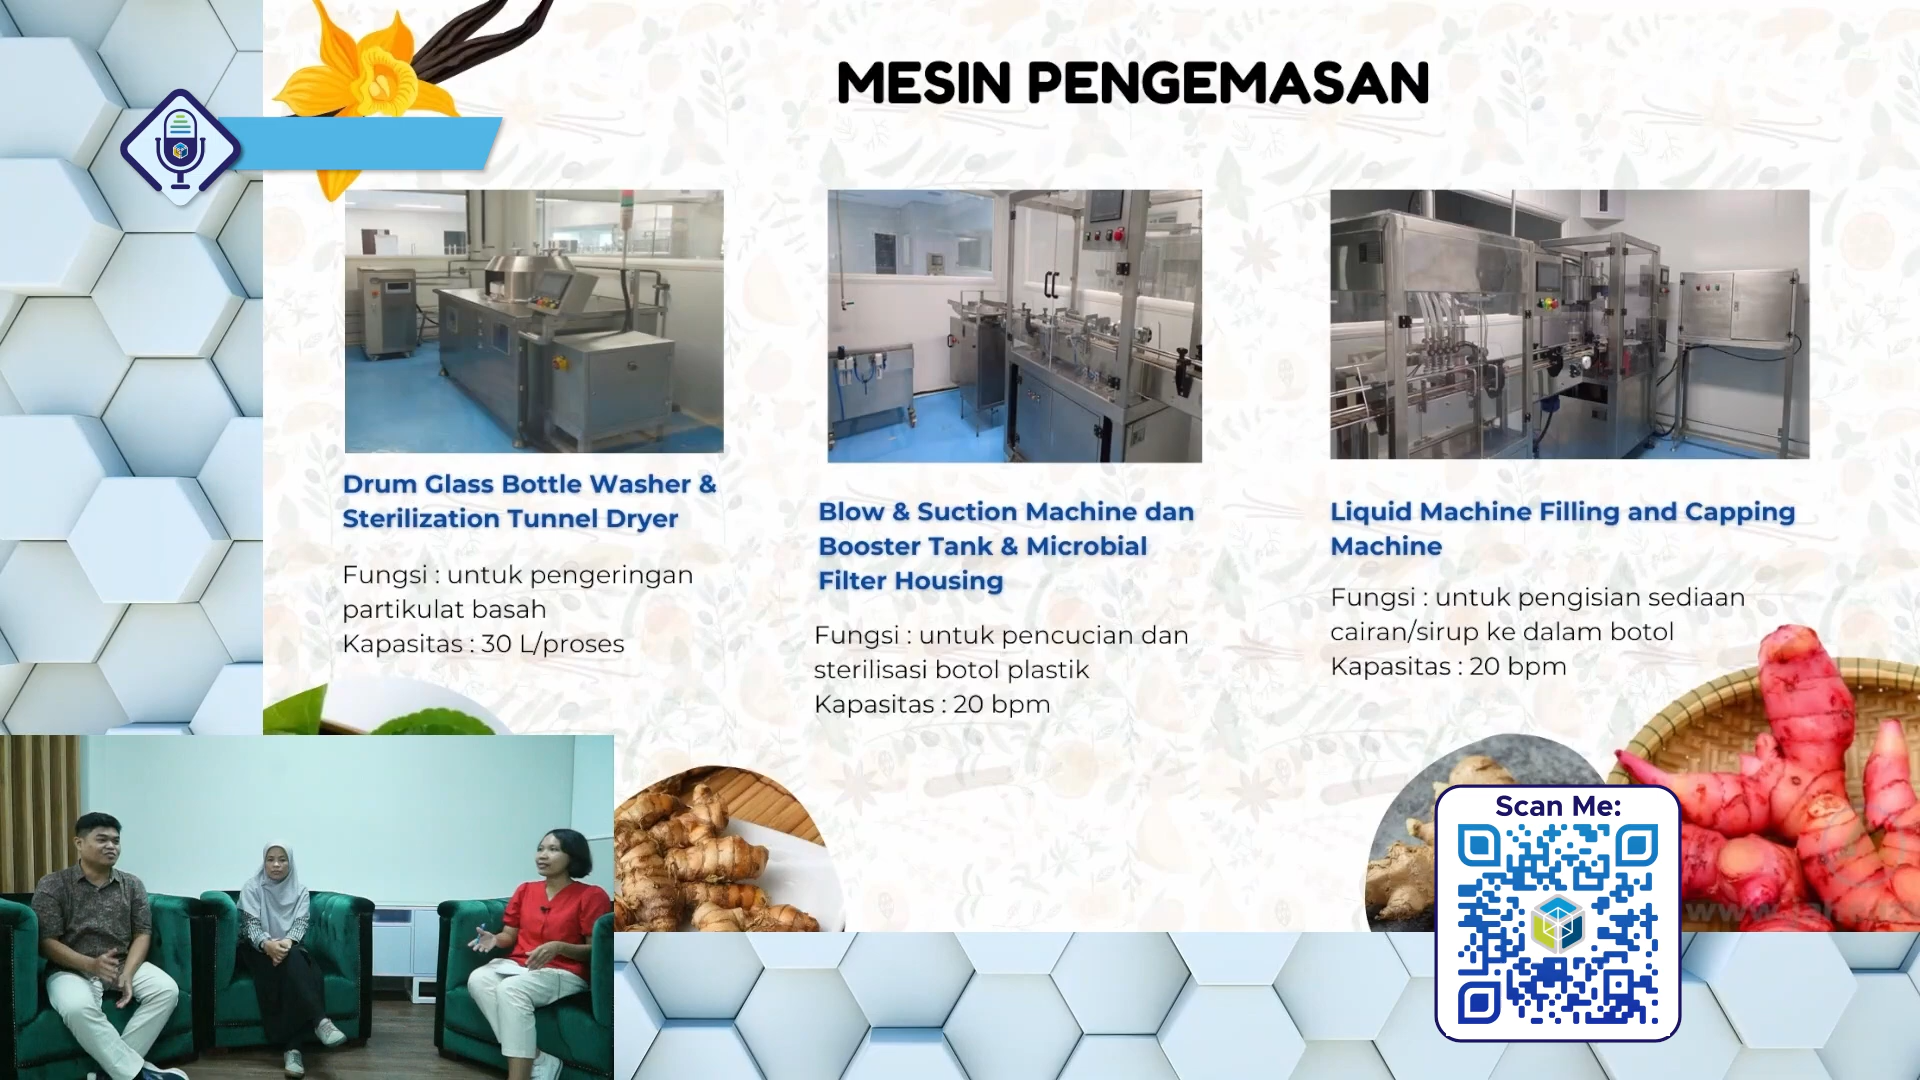 MESIN PENGEMASAN
Drum Glass Bottle Washer &
Sterilization Tunnel Dryer
Fungsi : untuk pengeringan
partikulat basah
Kapasitas : 30 L/proses
Blow & Suction Machine dan
Booster Tank & Microbial
Filter Housing
Fungsi : untuk pencucian dan
sterilisasi botol plastik
Kapasitas : 20 bpm
Liquid Machine Filling and Capping
Machine
Fungsi : untuk pengisian sediaan
cairan/sirup ke dalam botol
Kapasitas : 20 bpm
Scan Me: